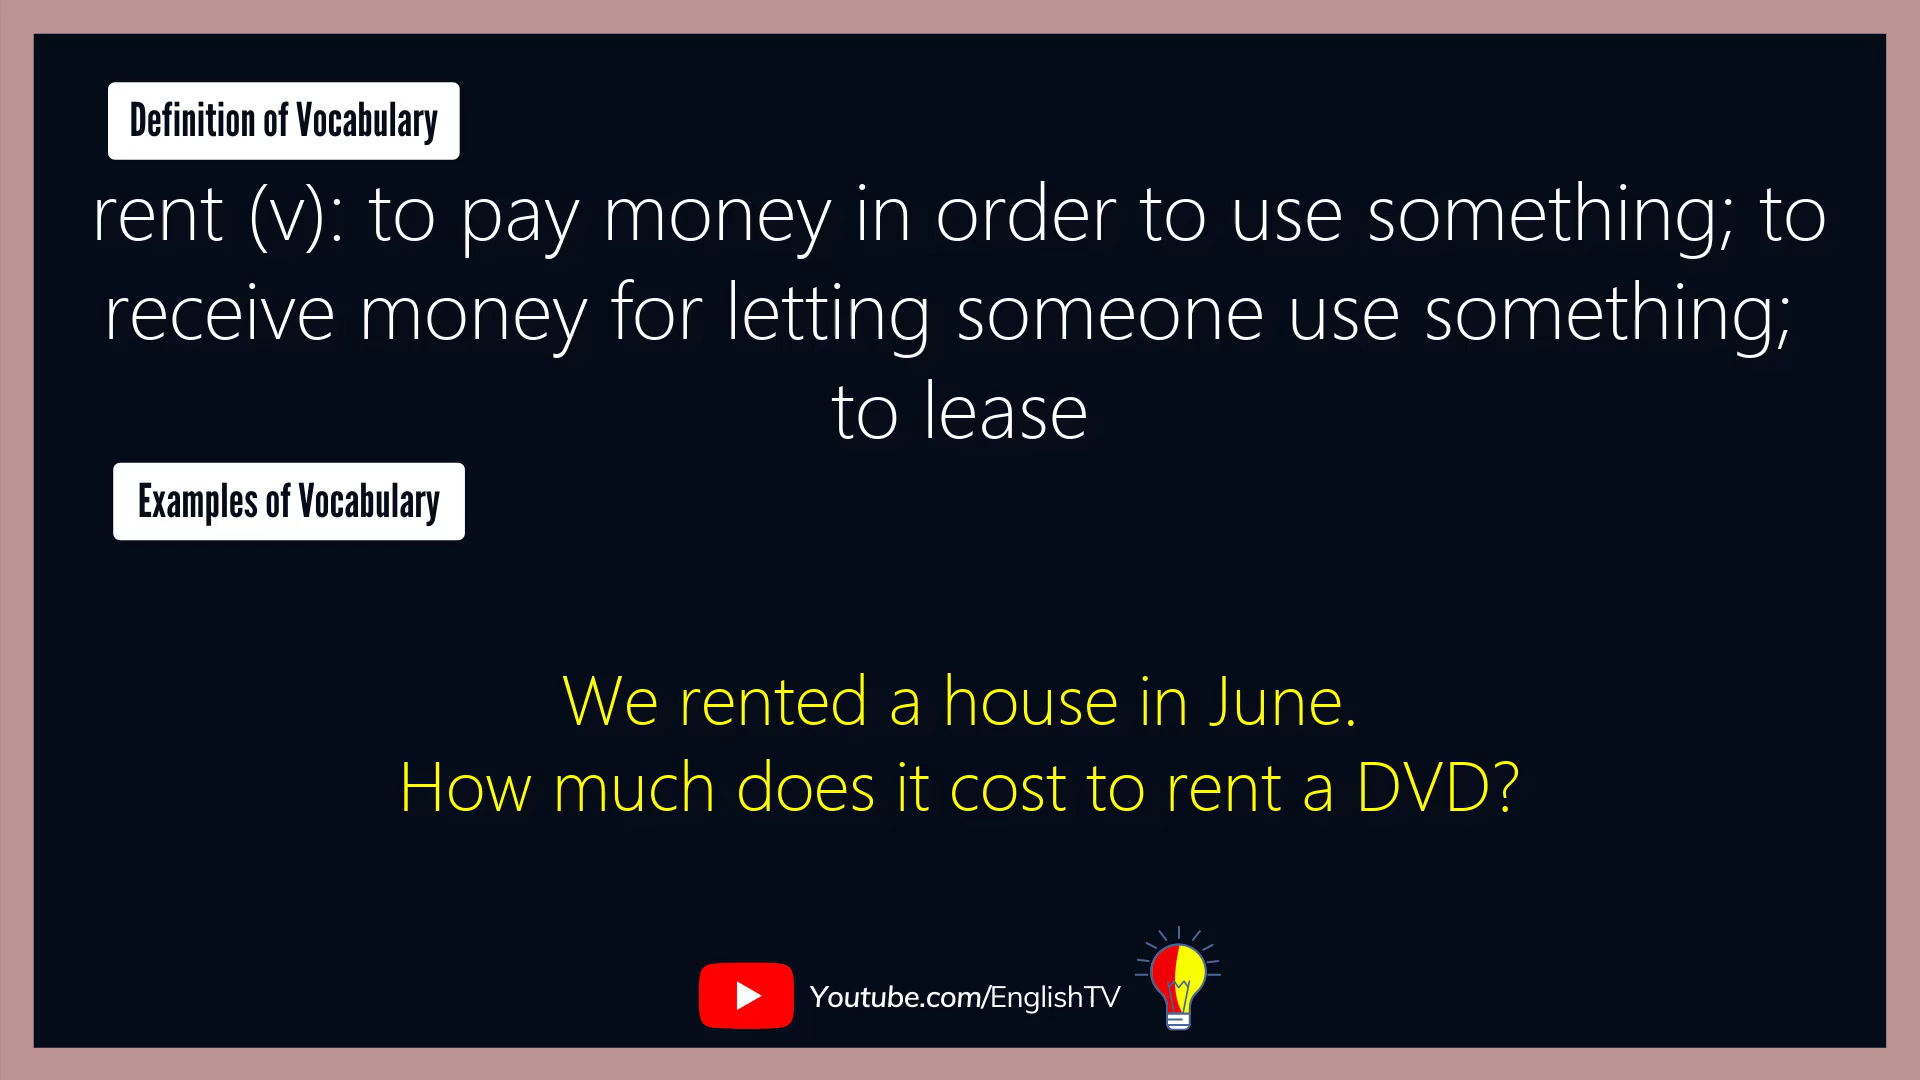 Definition of Vocabulary
rent (v): to pay money in order to use something; to
receive money for letting someone use something;
to lease
Examples of Vocabulary
We rented a house in June.
How much does it cost to rent a DVD?
Youtube.com/EnglishTV